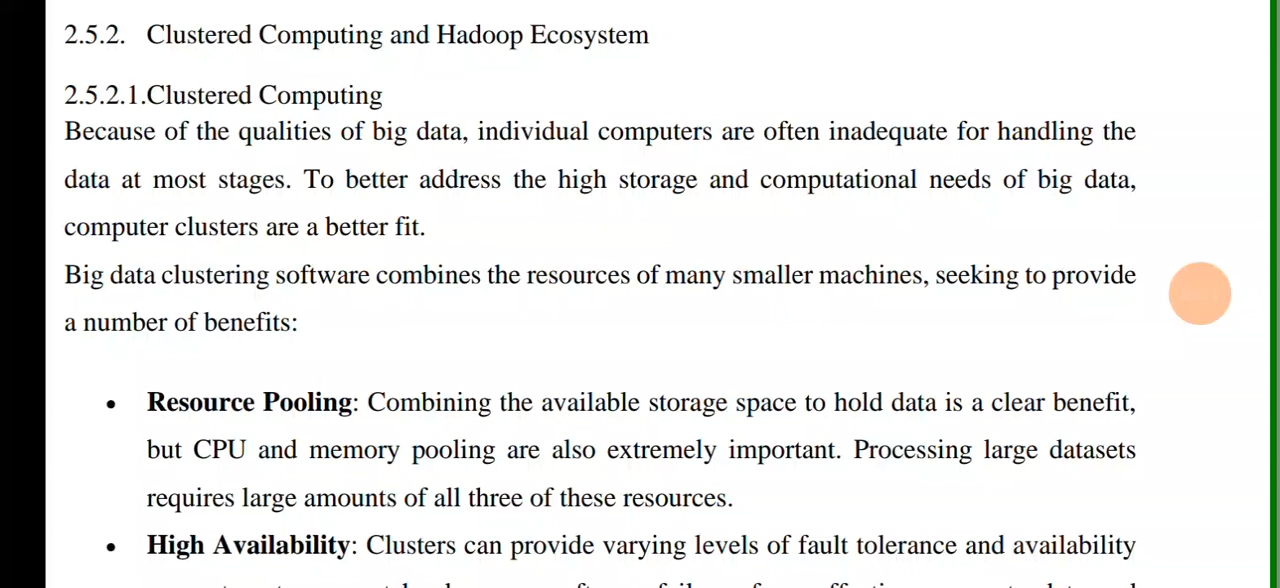 2.5.2. Clustered Computing and Hadoop Ecosystem
2.5.2.1.Clustered Computing
Because of the qualities of big data, individual computers are often inadequate for handling the
data at most stages. To better address the high storage and computational needs of big data,
computer clusters are a better fit.
Big data clustering software combines the resources of many smaller machines, seeking to provide
a number of benefits:
• Resource Pooling: Combining the available storage space to hold data is a clear benefit,
but CPU and memory pooling are also extremely important. Processing large datasets
requires large amounts of all three of these resources.
• High Availability: Clusters can provide varying levels of fault tolerance and availability